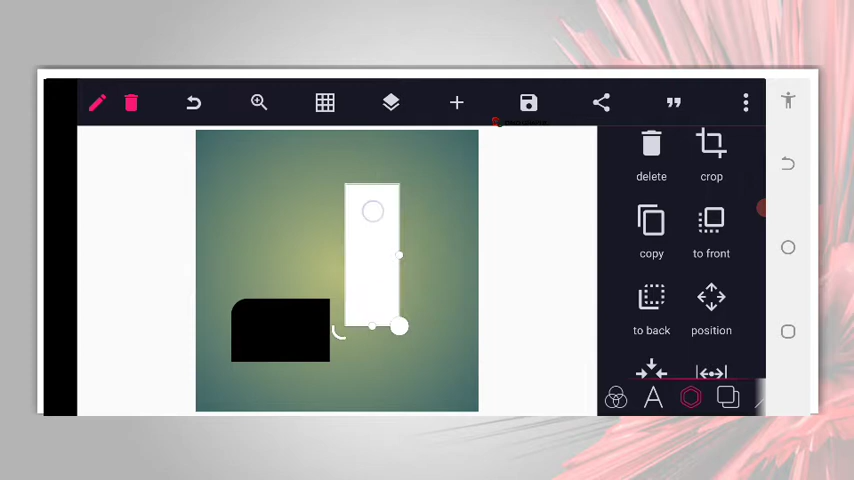 delete
crop
copy
to front
to back
position